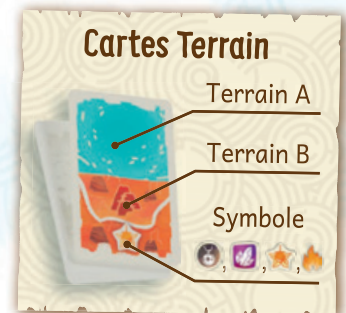 Cartes Terrain
Terrain A
Terrain B
Symbole
, , ,